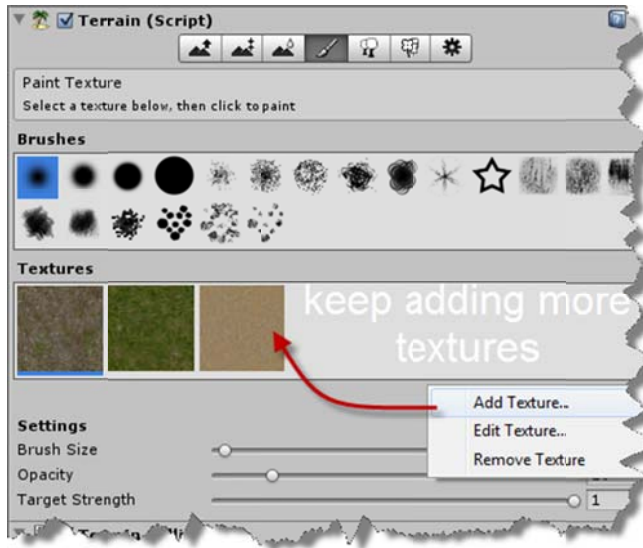 Terrain (Script)
Paint Texture
Select a texture below, then click to paint
Brushes
Textures
keep adding more
textures
Add Texture...
Edit Texture...
Remove Texture
Settings
Brush Size
Opacity
Target Strength
1